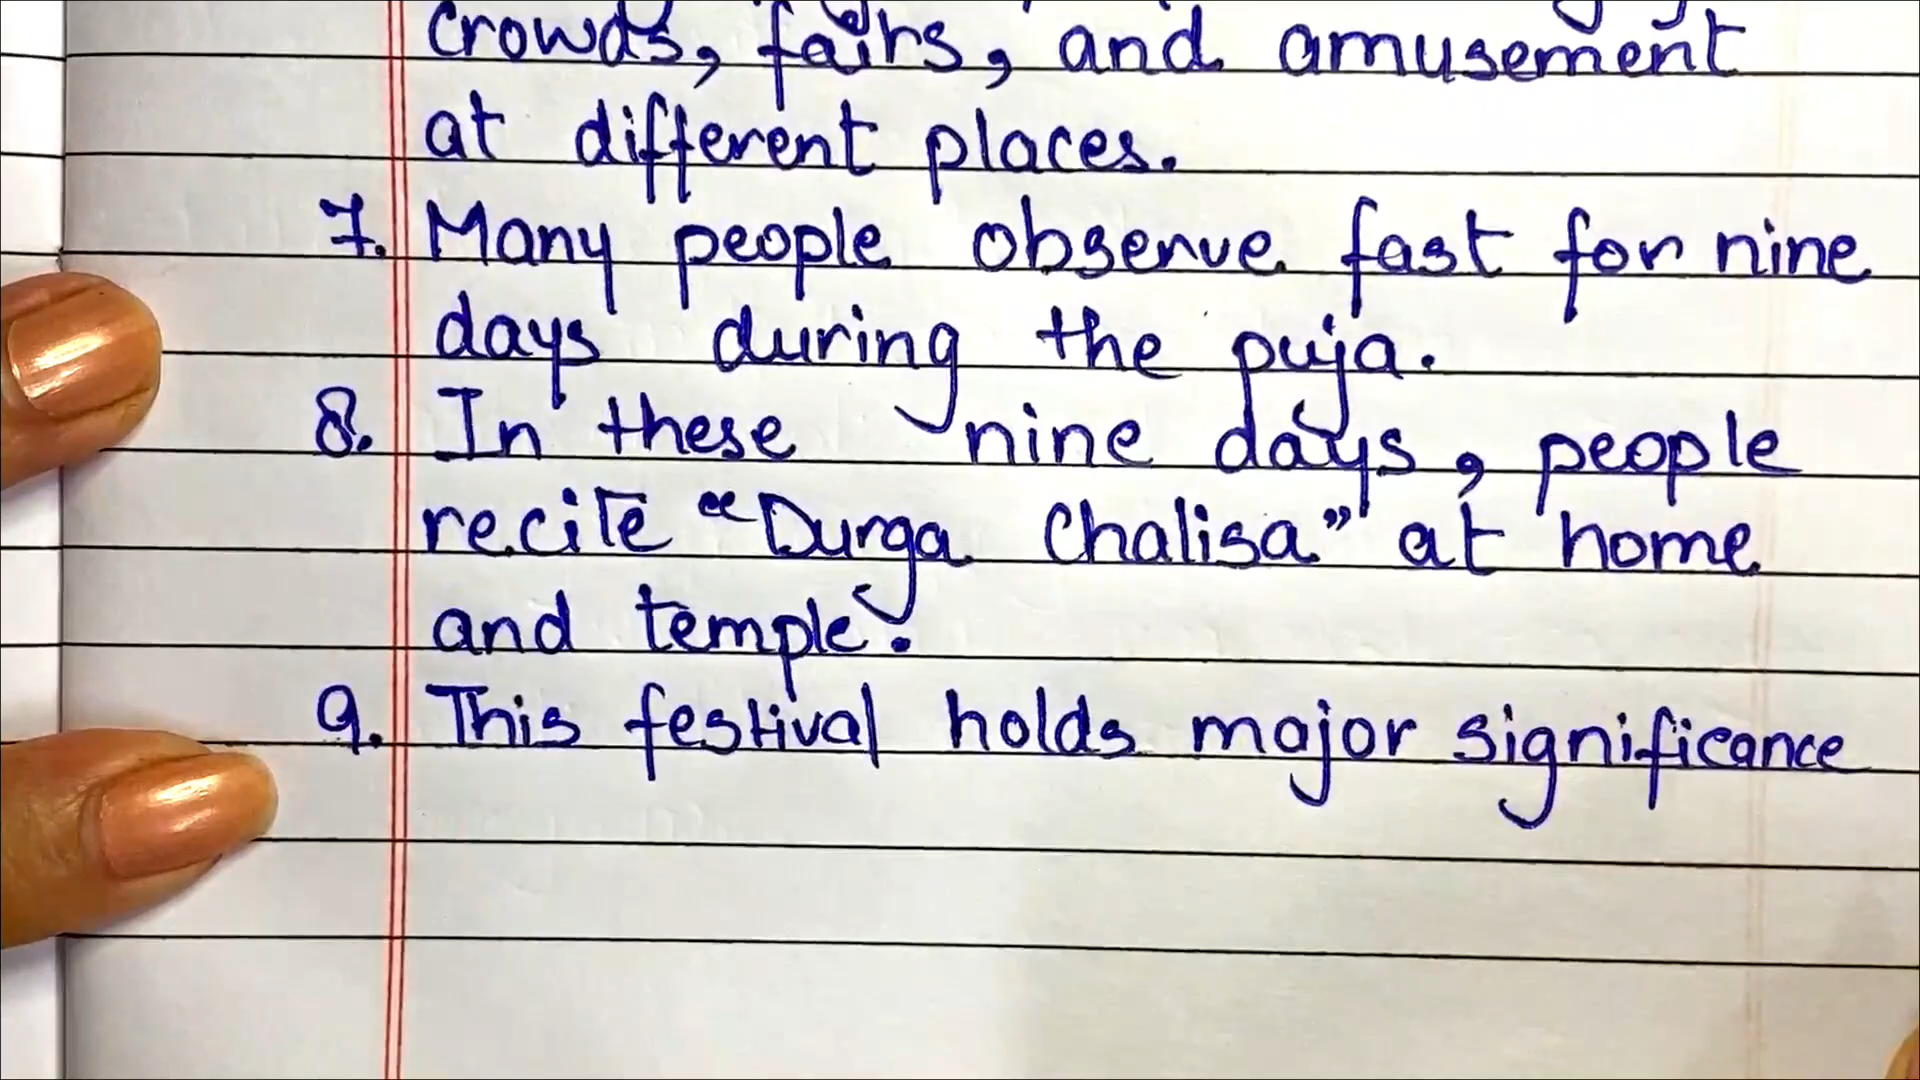 crowds, fairs, and amusement
at different places.
7. Many people observe fast for nine
days during the puja.
8. In these nine days, people
recite "Durga Chalisa" at home
and temple.
9. This festival holds major significance